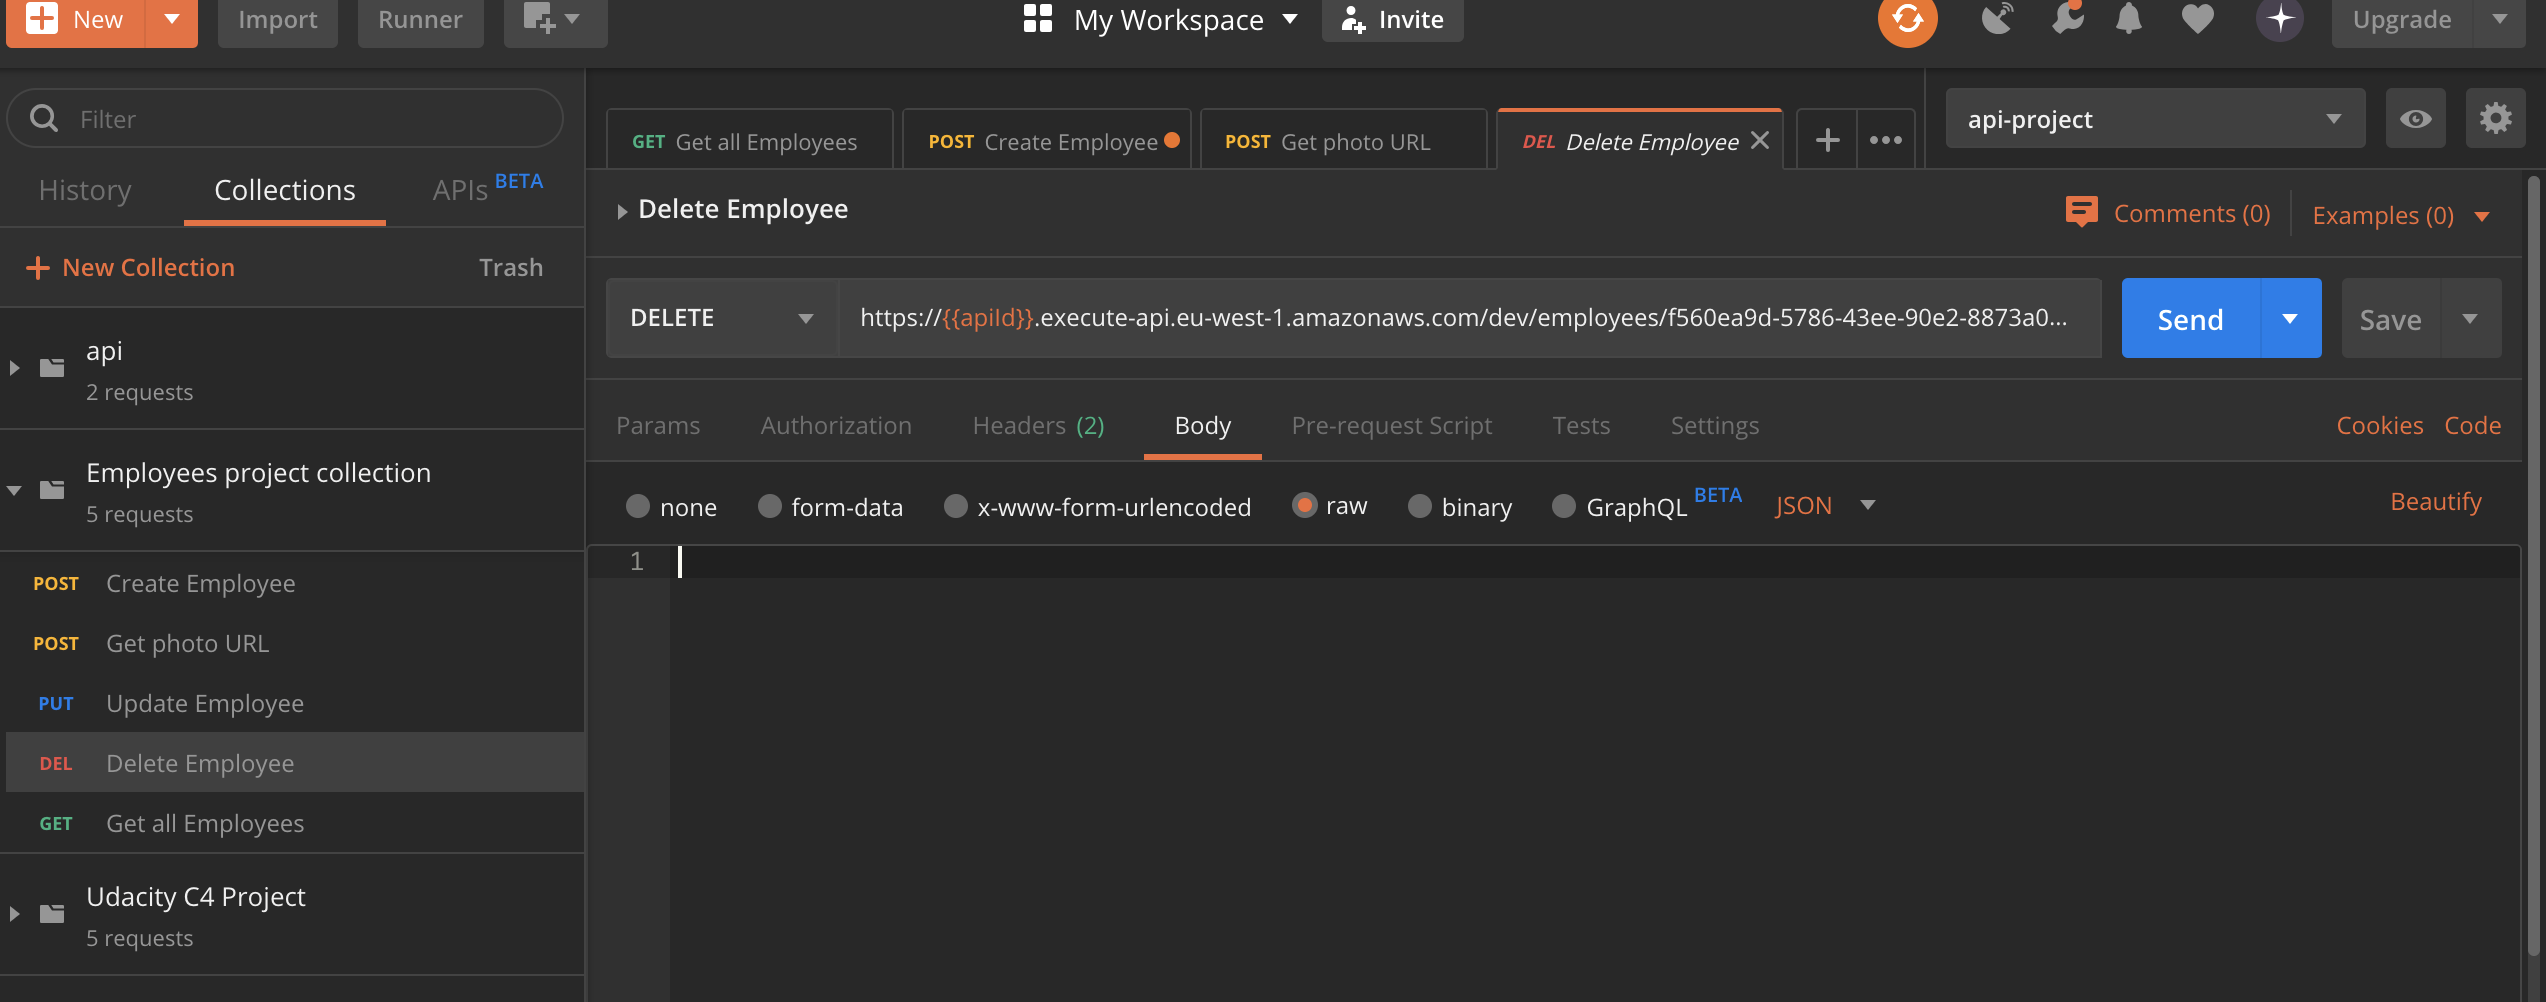 New
Import
Runner
My Workspace
Invite
Upgrade
Filter
History
Collections
APIs BETA
New Collection
Trash
api
2 requests
Employees project collection
5 requests
POST Create Employee
POST Get photo URL
PUT Update Employee
DEL Delete Employee
GET Get all Employees
Udacity C4 Project
5 requests
GET Get all Employees
POST Create Employee
POST Get photo URL
DEL Delete Employee
api-project
Delete Employee
Comments (0)
Examples (0)
DELETE
https://{{apiId}}.execute-api.eu-west-1.amazonaws.com/dev/employees/f560ea9d-5786-43ee-90e2-8873a0...
Send
Save
Params
Authorization
Headers (2)
Body
Pre-request Script
Tests
Settings
Cookies
Code
none
form-data
x-www-form-urlencoded
raw
binary
GraphQL BETA
JSON
Beautify
1